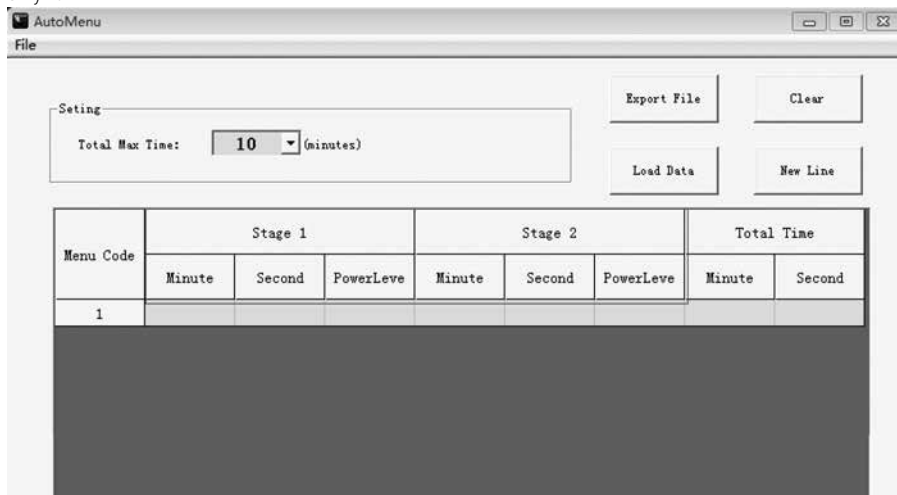 AutoMenu
File
Export File
Clear
Seting
Total Max Time:
10
(minutes)
Load Data
New Line
Menu Code
Stage 1
Stage 2
Total Time
Minute
Second
PowerLeve
Minute
Second
PowerLeve
Minute
Second
1